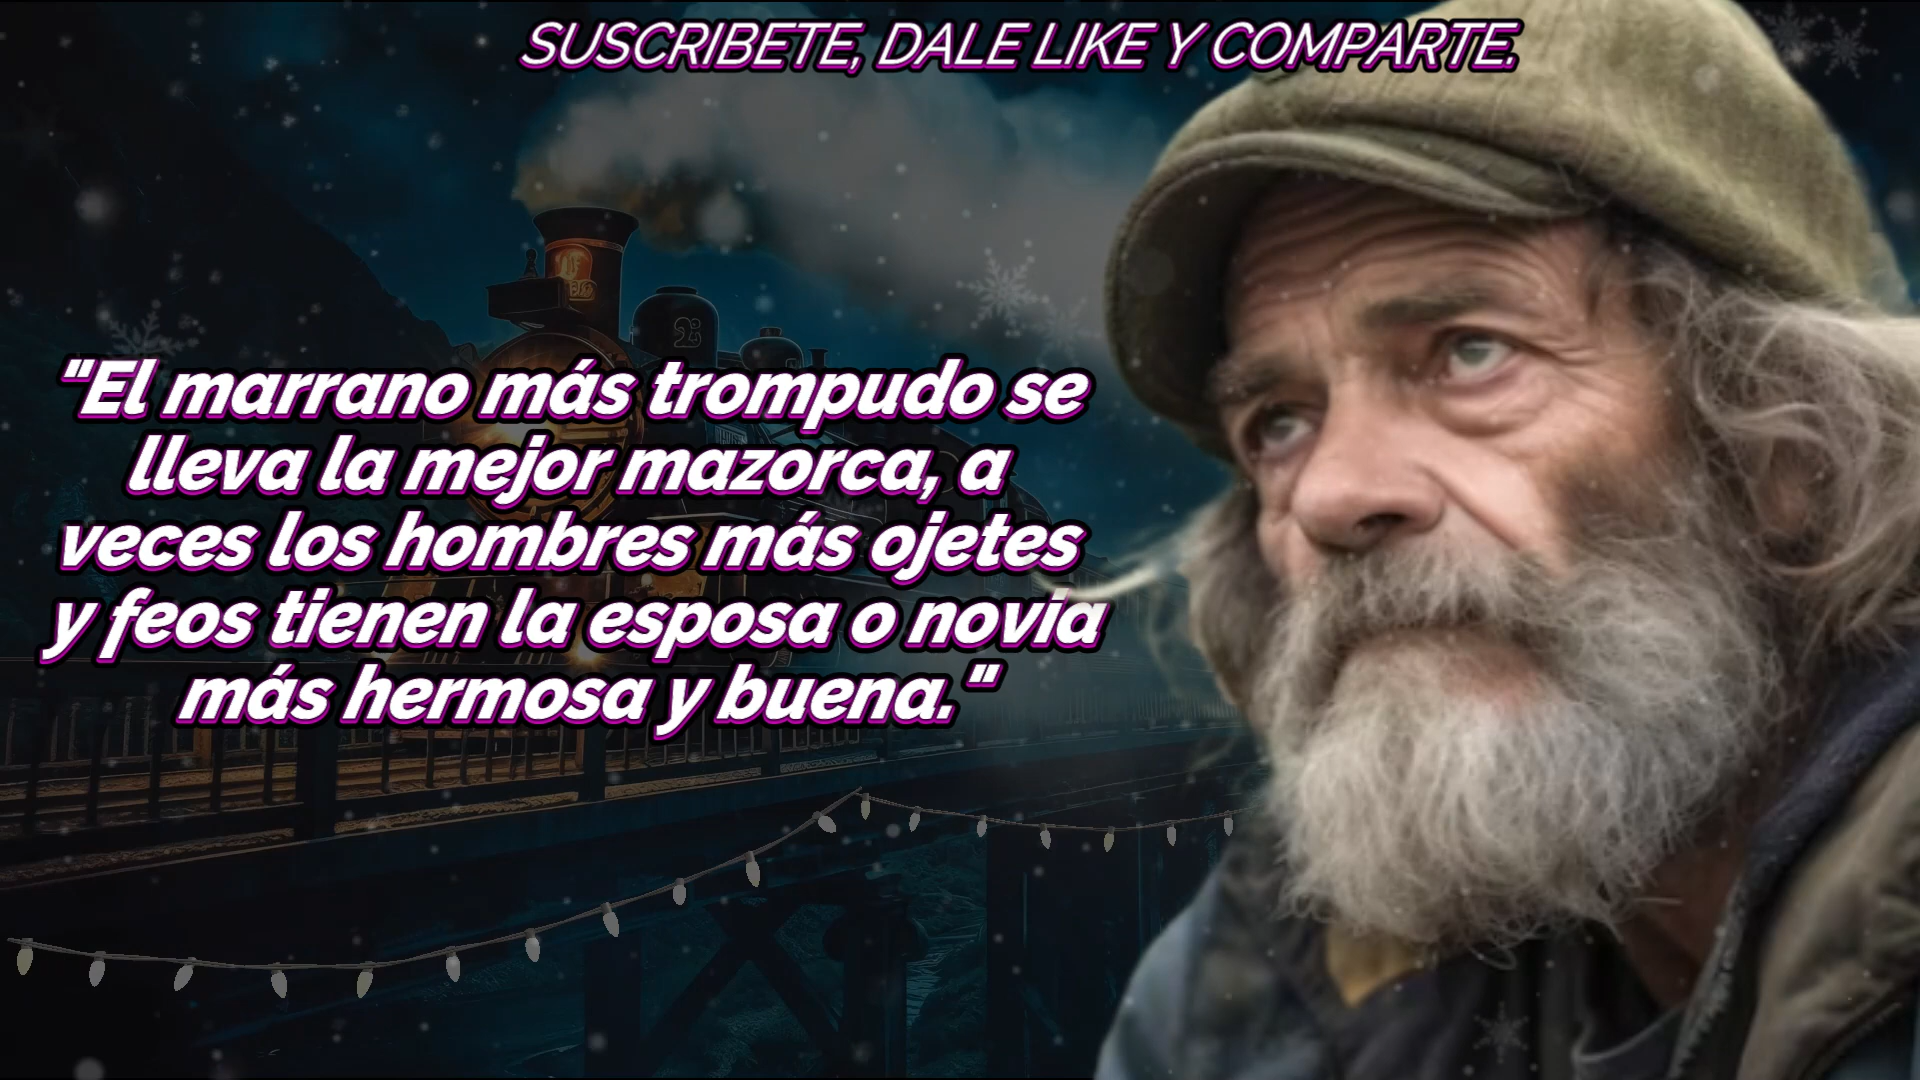 SUSCRIBETE, DALE LIKE Y COMPARTE.
"El marrano más trompudo se
lleva la mejor mazorca, a
veces los hombres más ojetes
y feos tienen la esposa o novia
más hermosa y buena."